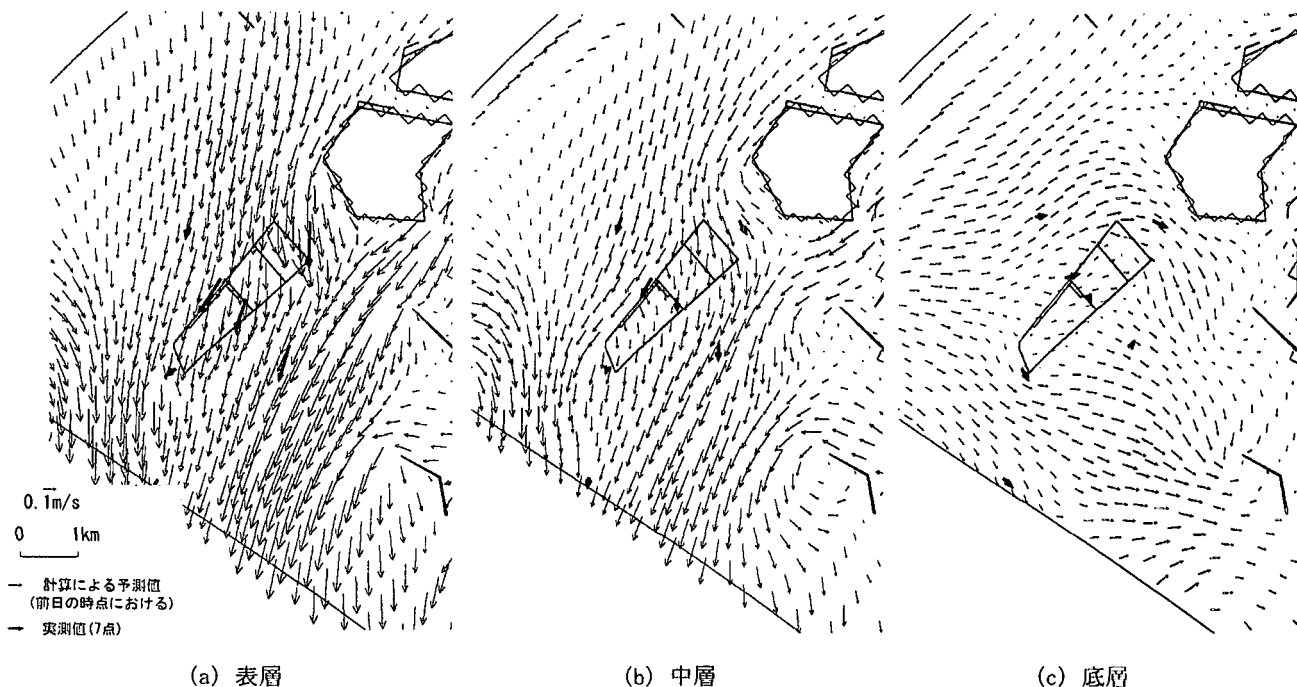 0.1m/s
0 1km
→ 計算による予測値
(前日の時点における)
→ 実測値(7点)
(a) 表層
(b) 中層
(c) 底層